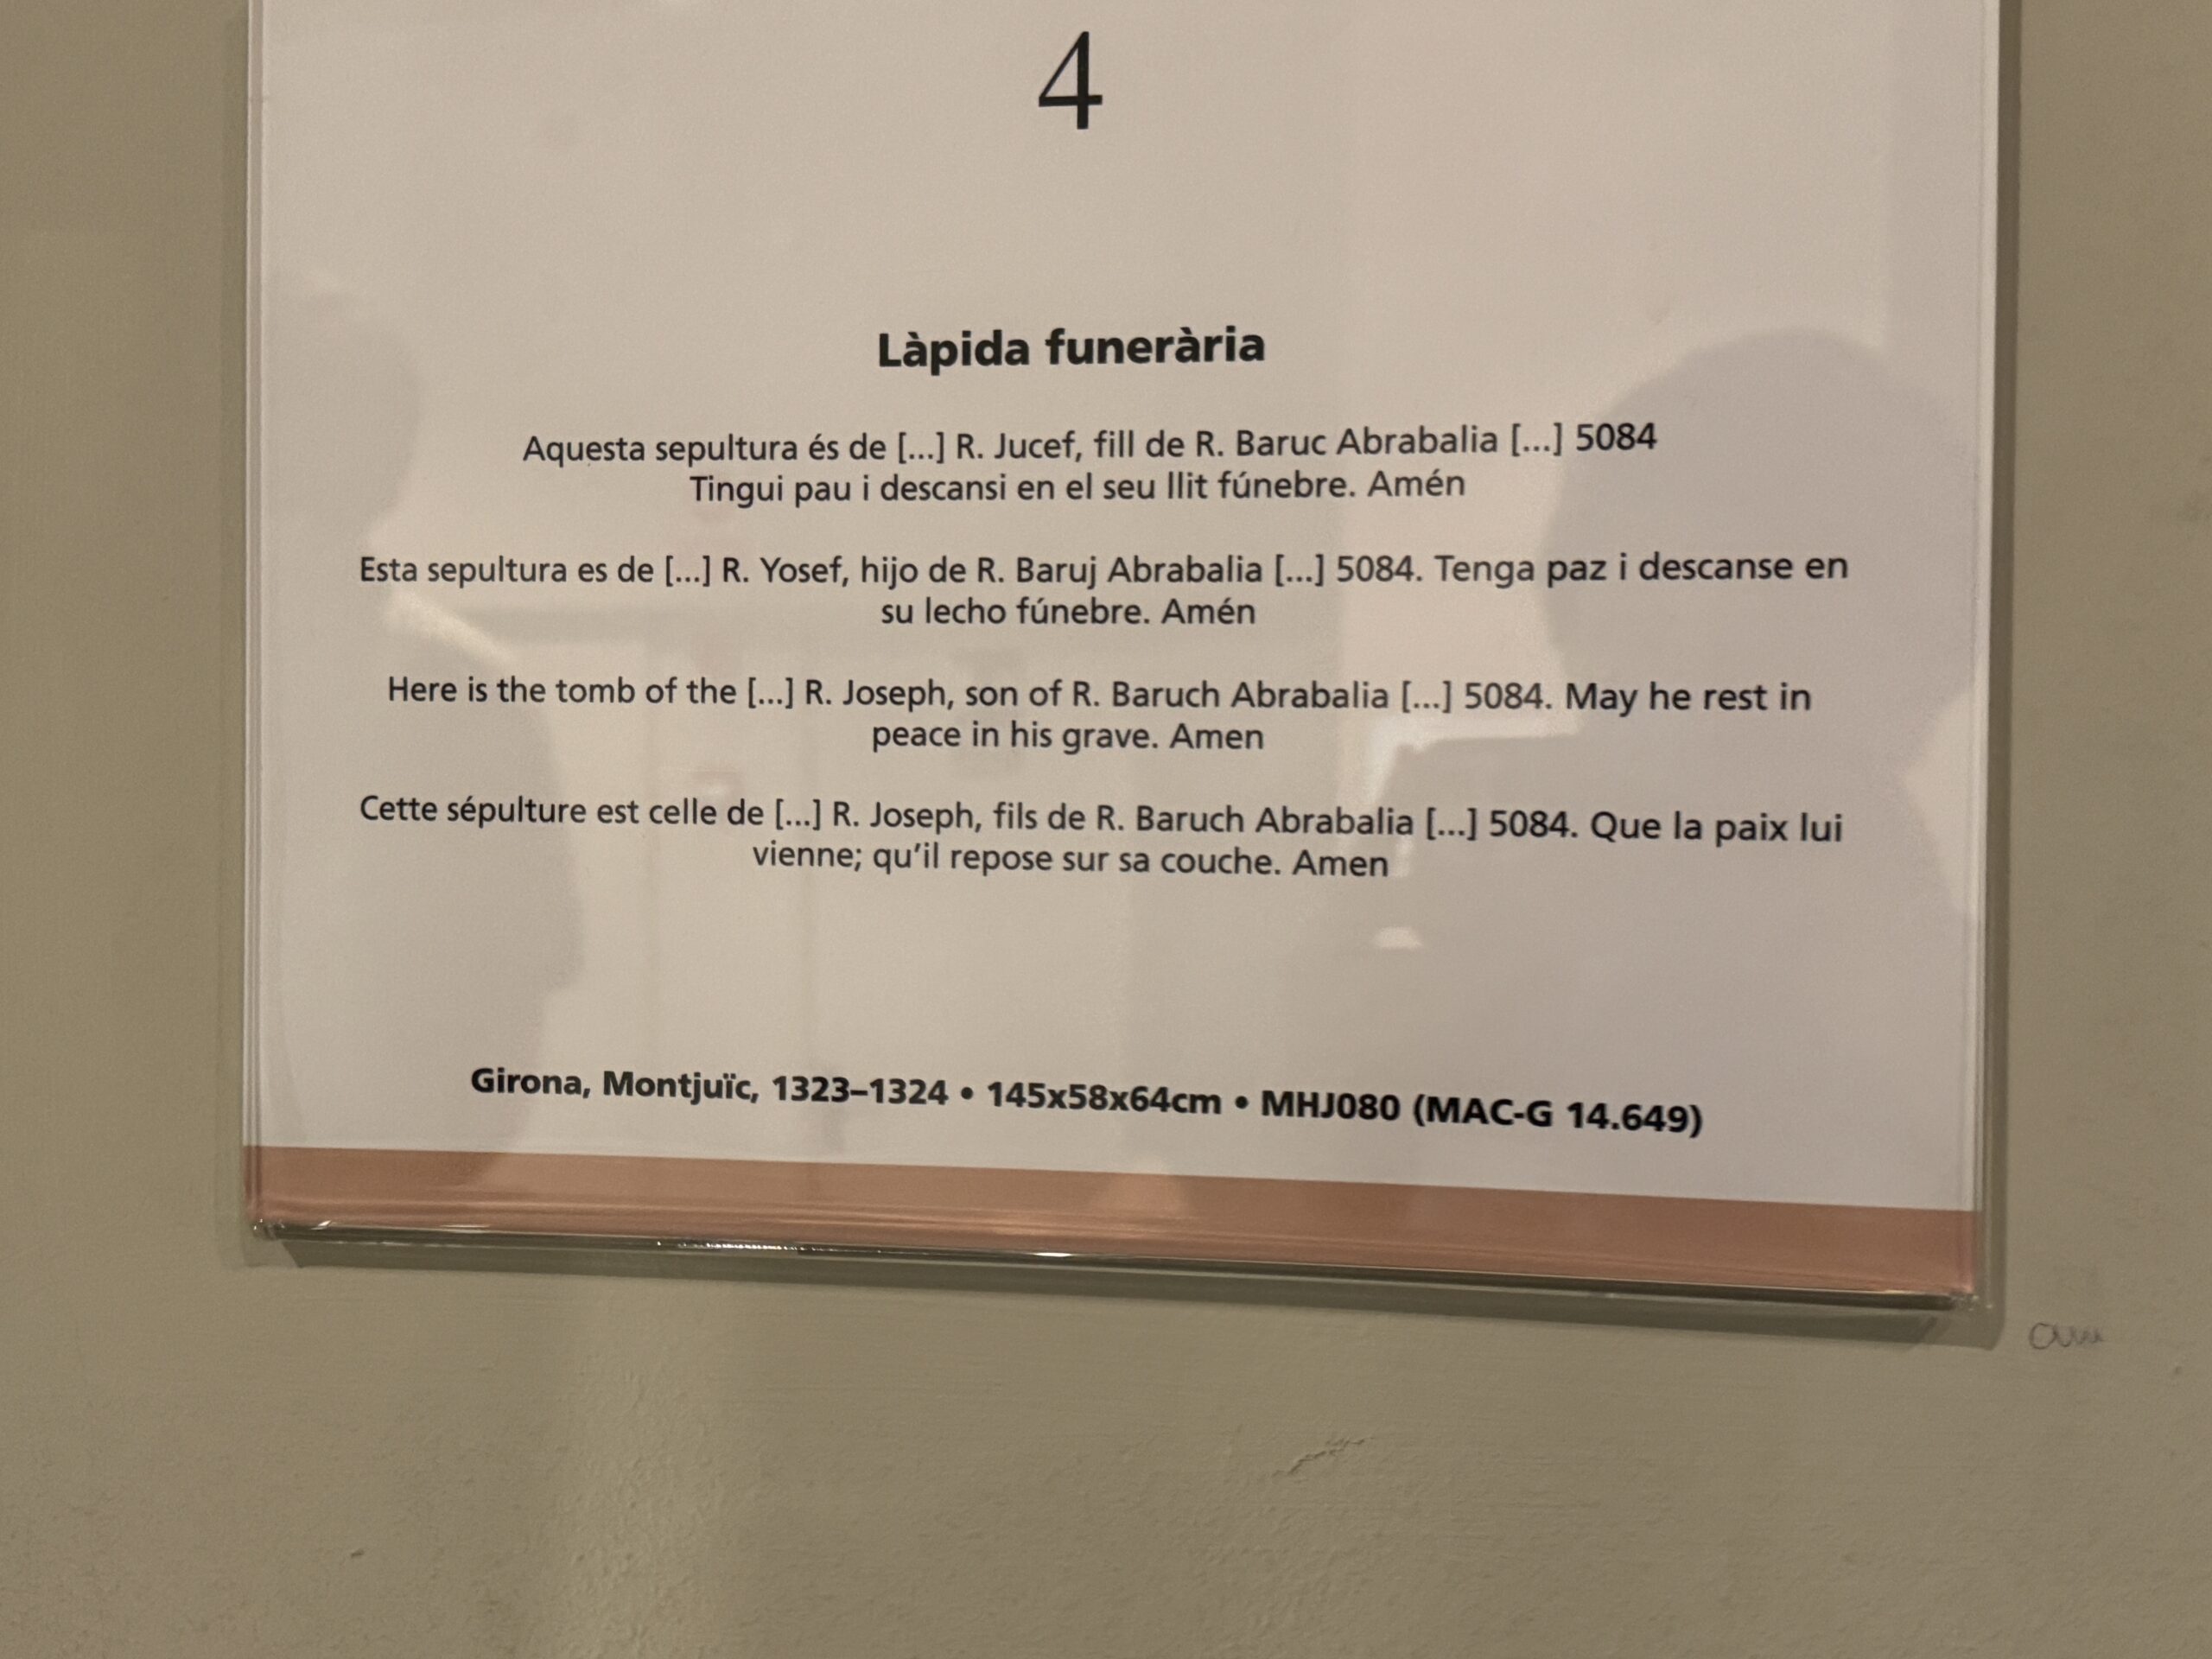 4
Làpida funerària
Aquesta sepultura és de [...] R. Jucef, fill de R. Baruc Abrabalia [...] 5084
Tingui pau i descansi en el seu llit fúnebre. Amén
Esta sepultura es de [...] R. Yosef, hijo de R. Baruj Abrabalia [...] 5084. Tenga paz i descanse en
su lecho fúnebre. Amén
Here is the tomb of the [...] R. Joseph, son of R. Baruch Abrabalia [...] 5084. May he rest in
peace in his grave. Amen
Cette sépulture est celle de [...] R. Joseph, fils de R. Baruch Abrabalia [...] 5084. Que la paix lui
vienne; qu'il repose sur sa couche. Amen
Girona, Montjuïc, 1323–1324 • 145x58x64cm • MHJ080 (MAC-G 14.649)